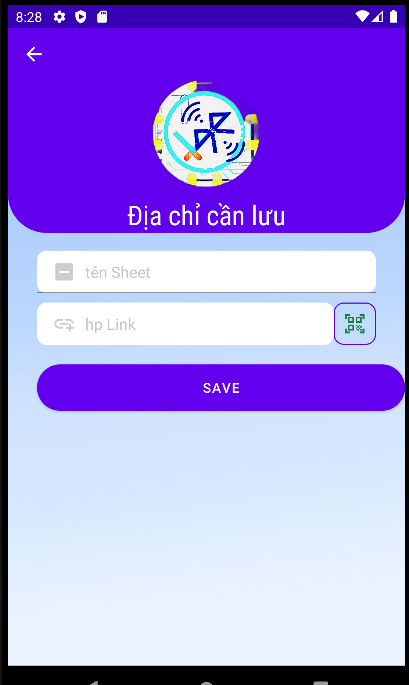 8:28
Địa chỉ cần lưu
tên Sheet
hp Link
SAVE